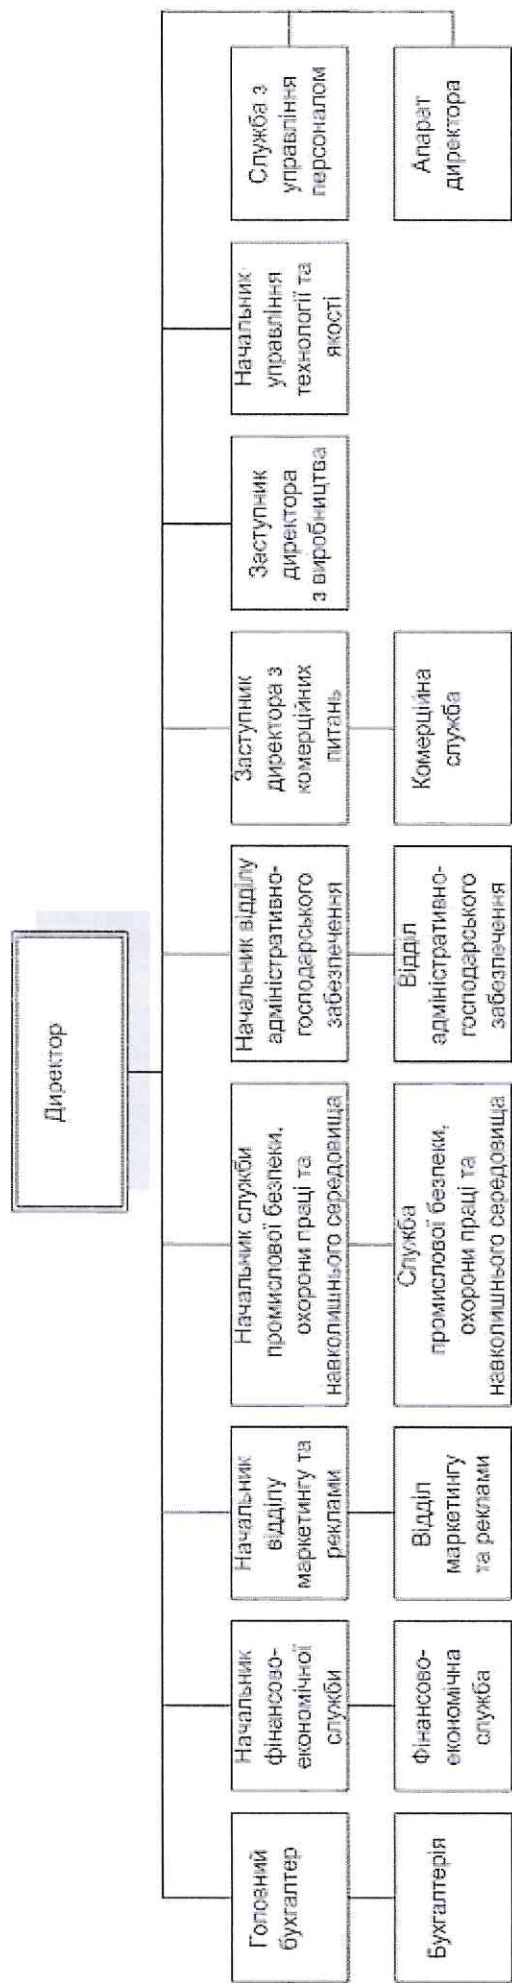 Директор
Головний
бухгалтер
Начальник
фінансово-
економічної
служби
Начальник
відділу
маркетингу та
реклами
Начальник служби
промислової безпеки,
охорони праці та
навколишнього середовища
Начальник відділу
адміністративно-
господарського
забезпечення
Заступник
директора з
комерційних
питань
Заступник
директора
з виробництва
Начальник
управління
технології та
якості
Служба з
управління
персоналом
Бухгалтерія
Фінансово-
економічна
служба
Відділ
маркетингу
та реклами
Служба
промислової безпеки,
охорони праці та
навколишнього середовища
Відділ
адміністративно-
господарського
забезпечення
Комерційна
служба
Апарат
директора